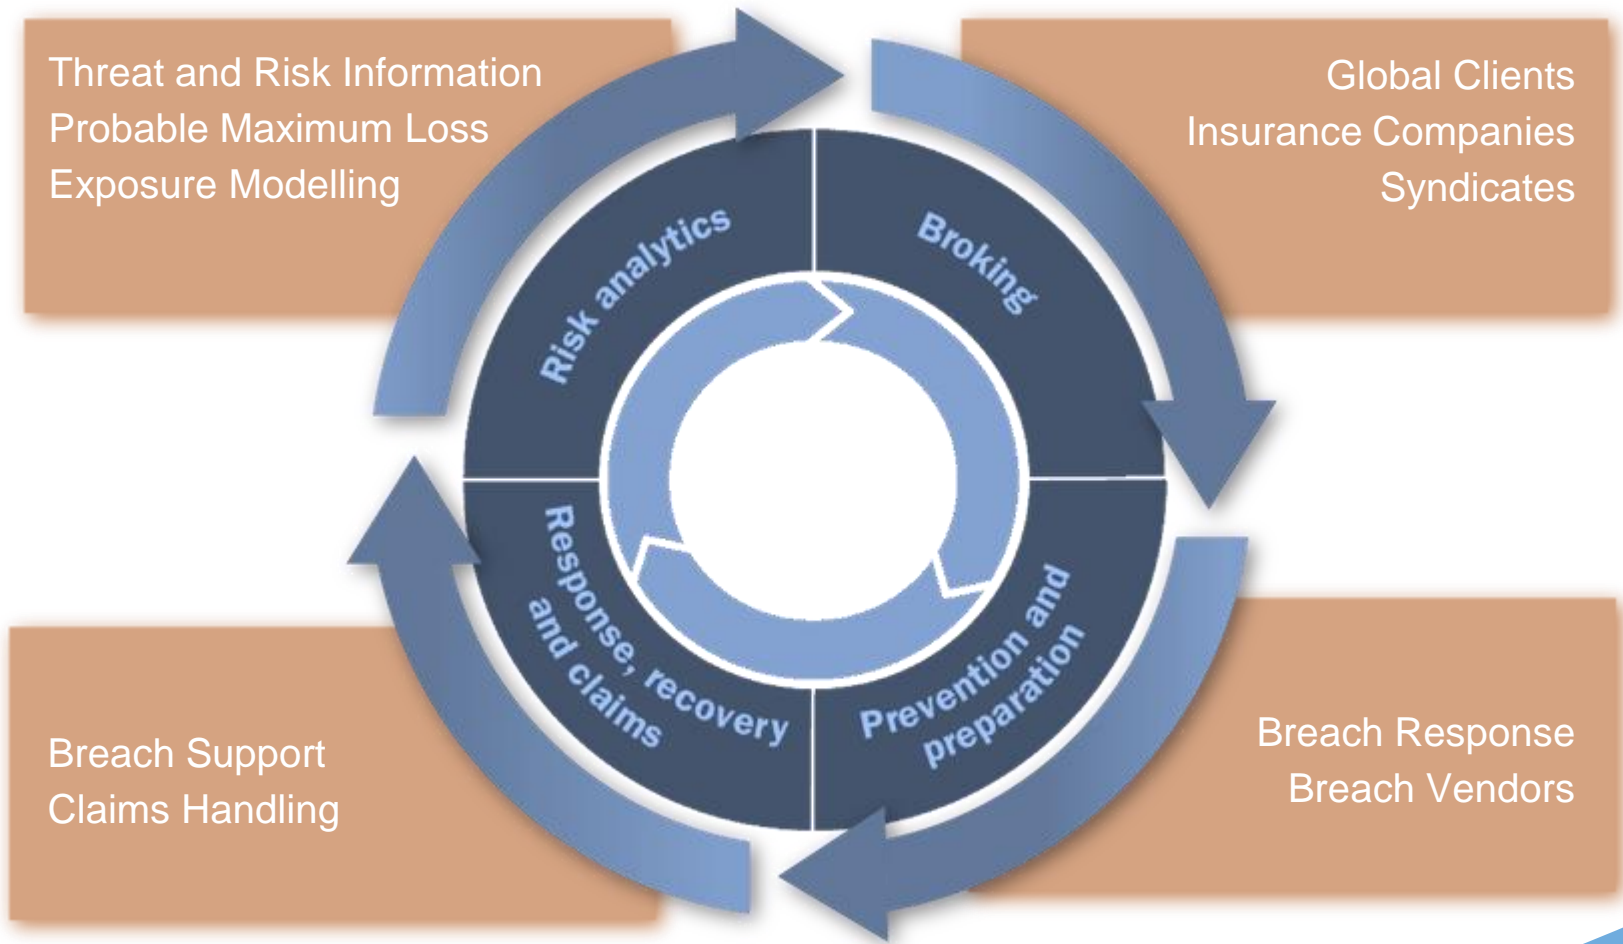 Threat and Risk Information
Probable Maximum Loss
Exposure Modelling
Global Clients
Insurance Companies
Syndicates
Risk analytics
Broking
Response, recovery
and claims
Prevention and
preparation
Breach Support
Claims Handling
Breach Response
Breach Vendors